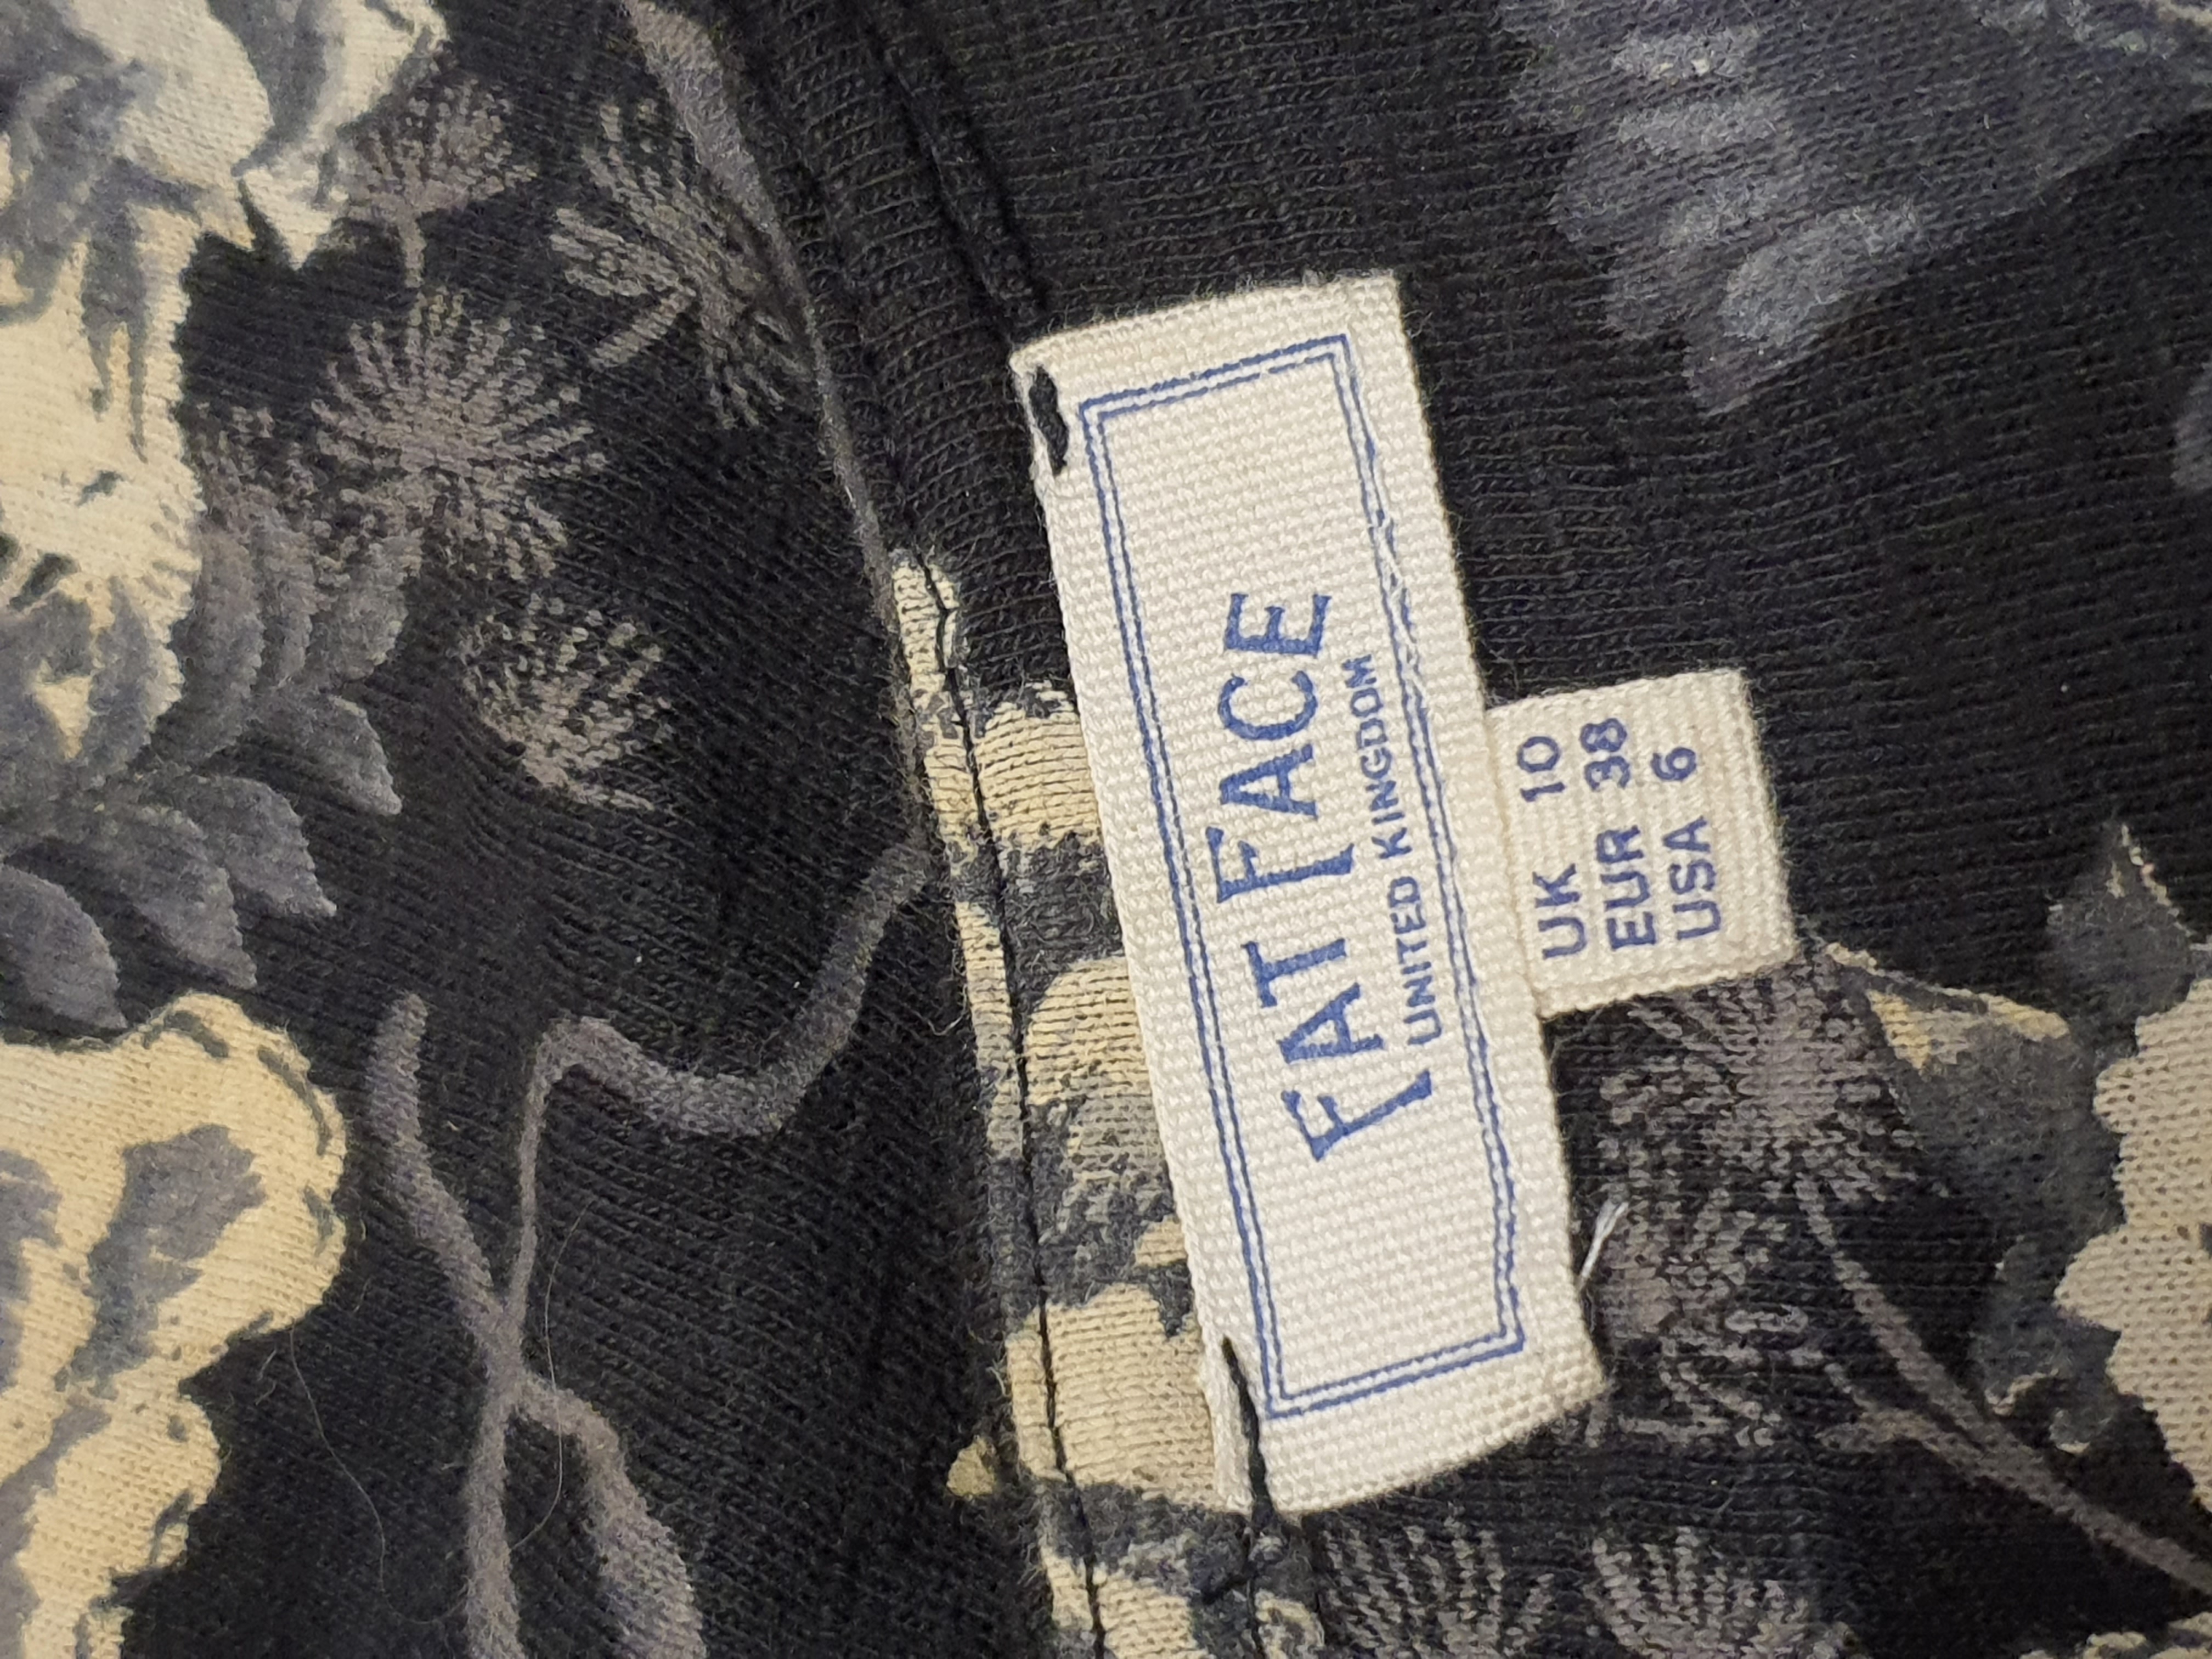 FAT FACE
UNITED KINGDOM
UK 10
EUR 38
USA 6